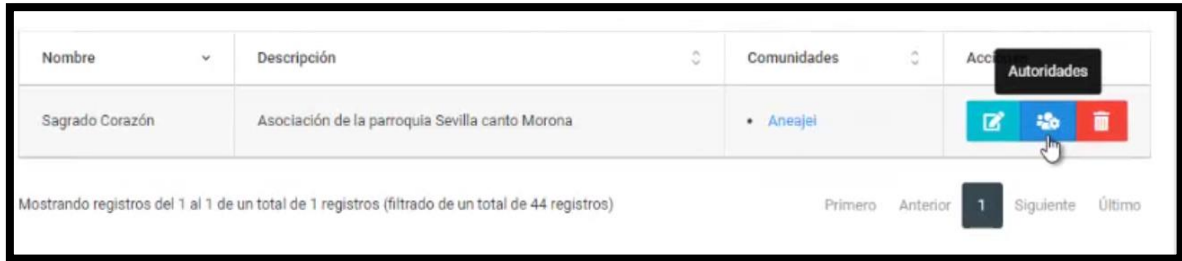 Nombre Descripción Comunidades Acci
Autoridades
Sagrado Corazón Asociación de la parroquia Sevilla canto Morona • Aneajei
Mostrando registros del 1 al 1 de un total de 1 registros (filtrado de un total de 44 registros) Primero Anterior 1 Siguiente Último